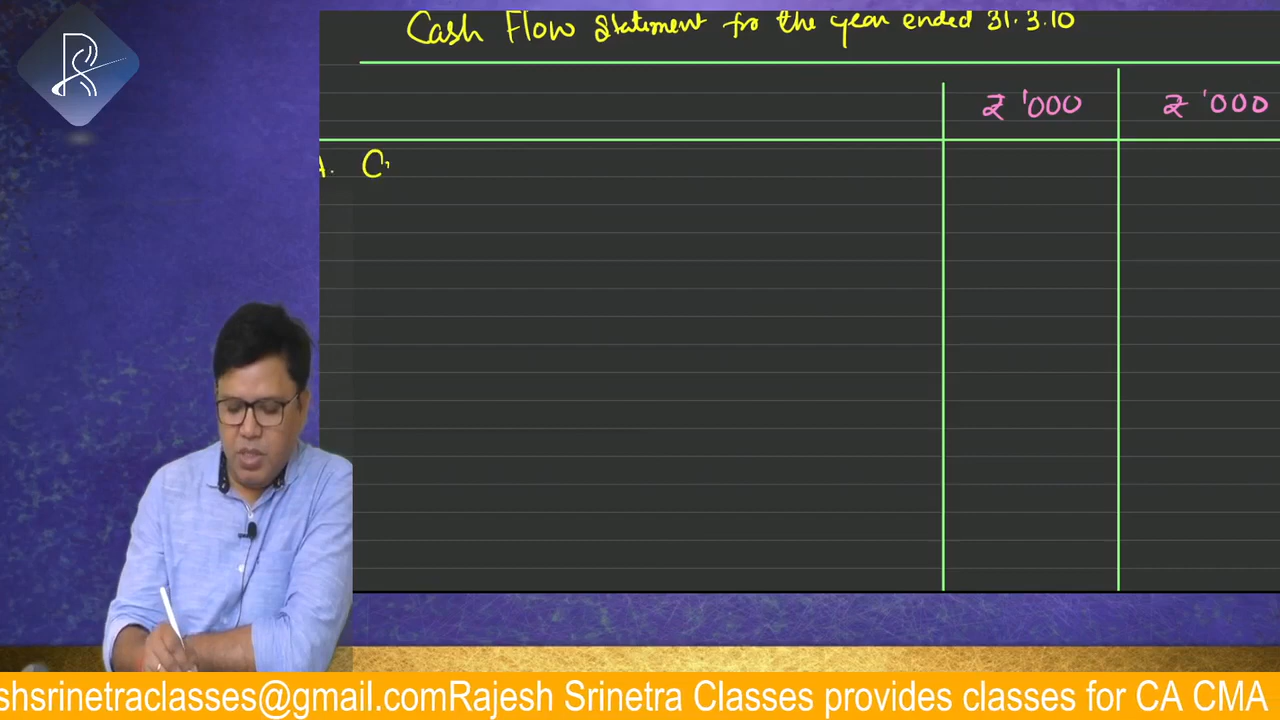 Cash Flow Statement for the year ended 31.3.10
₹ '000 ₹ '000
A. C
shsrinetraclasses@gmail.comRajesh Srinetra Classes provides classes for CA CMA